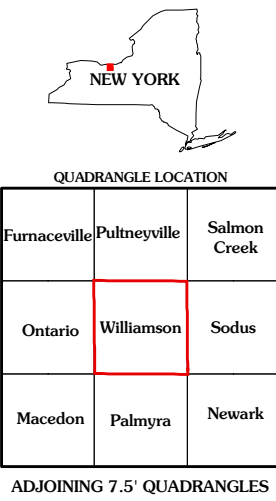 NEW YORK
QUADRANGLE LOCATION
Furnaceville Pultneyville Salmon
Creek
Ontario Williamson Sodus
Macedon Palmyra Newark
ADJOINING 7.5' QUADRANGLES